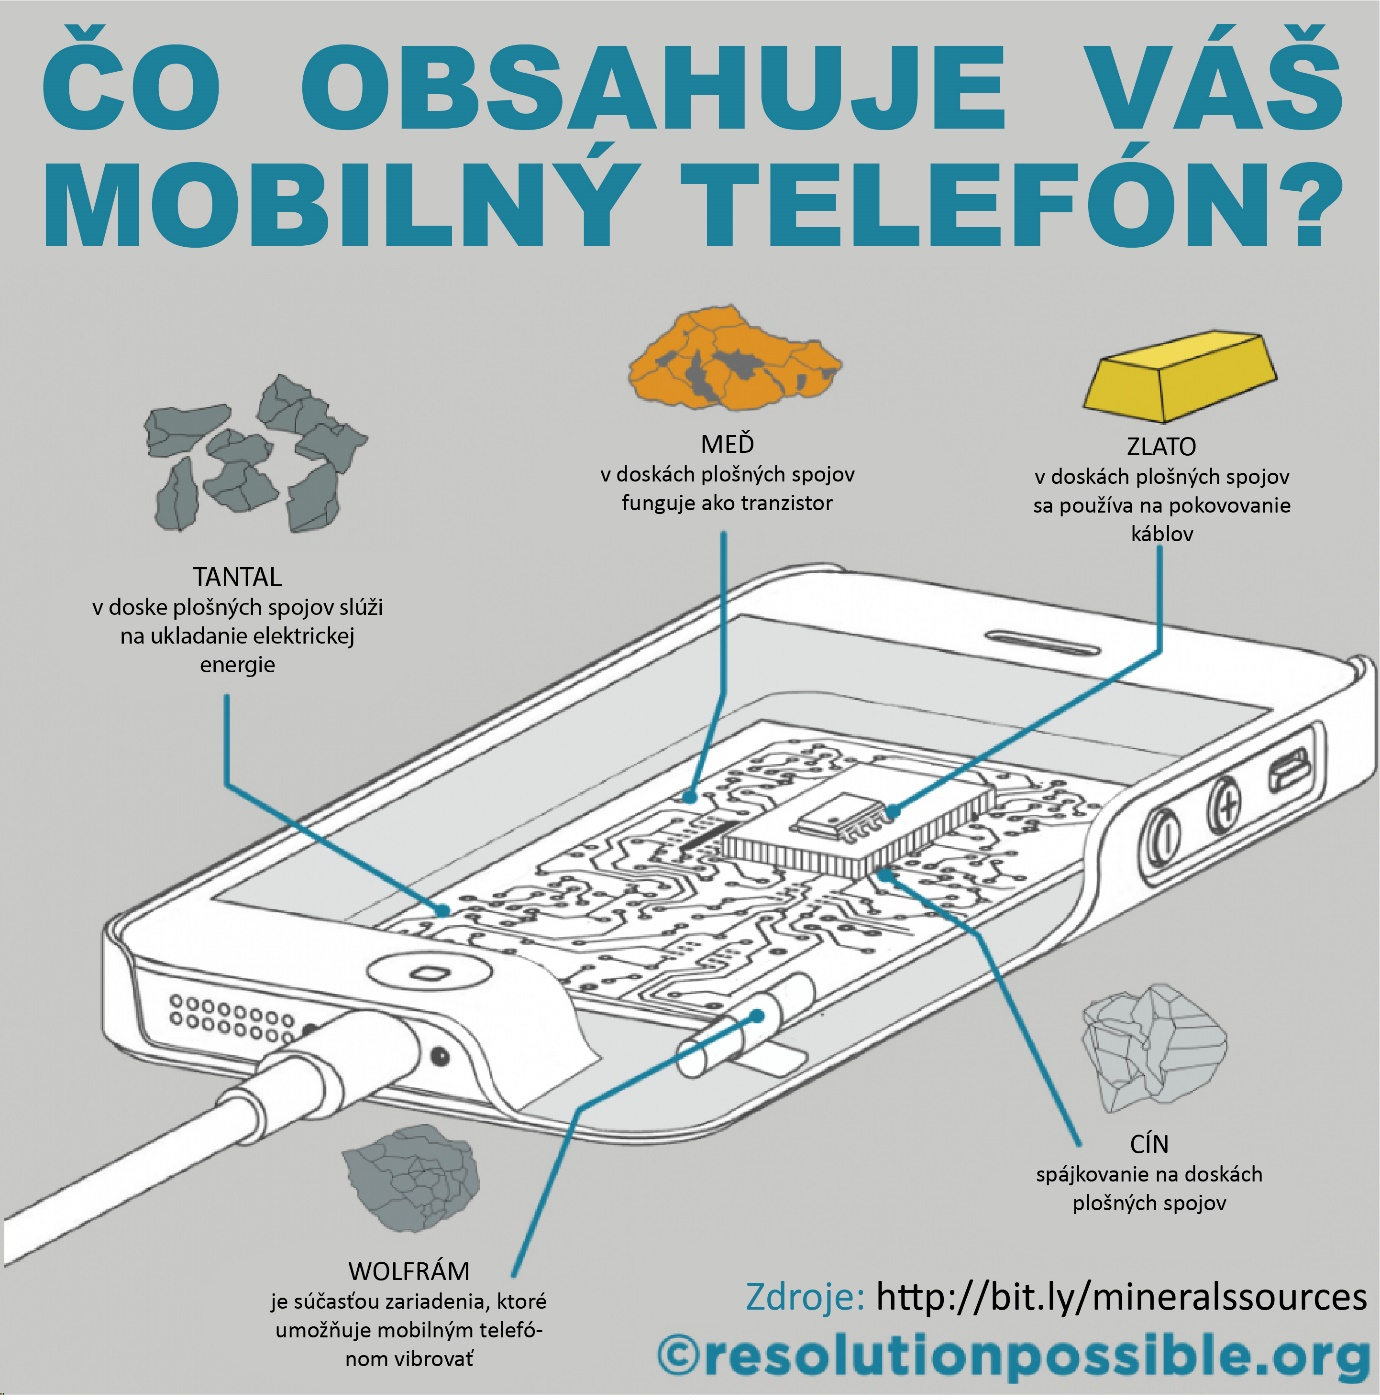 ČO OBSAHUJE VÁŠ
MOBILNÝ TELEFÓN?
MEĎ
v doskách plošných spojov
funguje ako tranzistor
ZLATO
v doskách plošných spojov
sa používa na pokovovanie
káblov
TANTAL
v doske plošných spojov slúži
na ukladanie elektrickej
energie
CÍN
spájkovanie na doskách
plošných spojov
WOLFRÁM
je súčasťou zariadenia, ktoré
umožňuje mobilným telefó-
nom vibrovať
Zdroje: http://bit.ly/mineralssources
©resolutionpossible.org